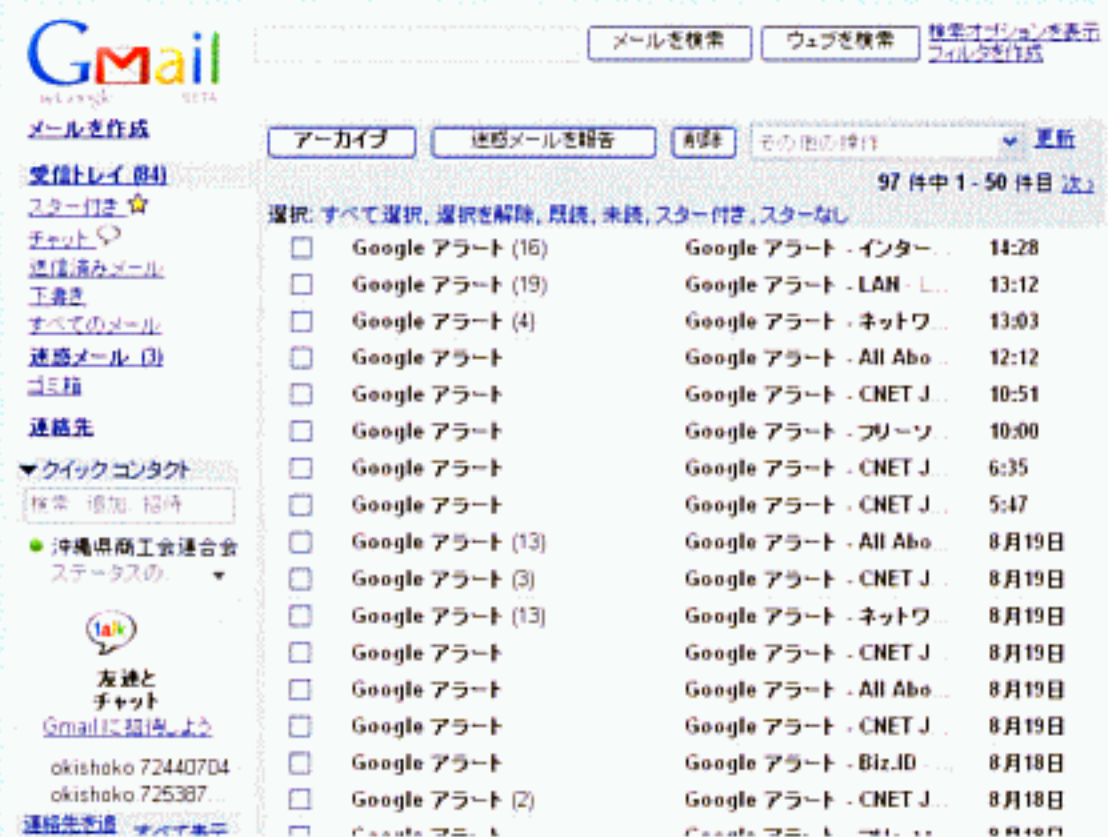 Gmail
BETA
メールを検索 ウェブを検索 検索オプションを表示
フィルタを作成
メールを作成
アーカイブ 迷惑メールを報告 削除 その他の操作 更新
97 件中 1 - 50 件目 次 ›
選択: すべて選択, 選択を解除, 既読, 未読, スター付き, スターなし
受信トレイ (84)
スター付き
チャット
送信済みメール
下書き
すべてのメール
迷惑メール (3)
ゴミ箱
連絡先
▼クイック コンタクト
検索 追加 招待
沖縄県商工会連合会
ステータスの
talk
友達と
チャット
Gmail に招待しよう
okishoko.72440704
okishoko.725387...
連絡先を追 すべて表示
Google アラート (16) Google アラート - インター... 14:28
Google アラート (19) Google アラート - LAN - L... 13:12
Google アラート (4) Google アラート - ネットワ... 13:03
Google アラート Google アラート - All Abo... 12:12
Google アラート Google アラート - CNET J... 10:51
Google アラート Google アラート - フリーソ... 10:00
Google アラート Google アラート - CNET J... 6:35
Google アラート Google アラート - CNET J... 5:47
Google アラート (13) Google アラート - All Abo... 8月19日
Google アラート (3) Google アラート - CNET J... 8月19日
Google アラート (13) Google アラート - ネットワ... 8月19日
Google アラート Google アラート - CNET J... 8月19日
Google アラート Google アラート - All Abo... 8月19日
Google アラート Google アラート - CNET J... 8月19日
Google アラート Google アラート - Biz.ID - ... 8月18日
Google アラート (2) Google アラート - CNET J... 8月18日